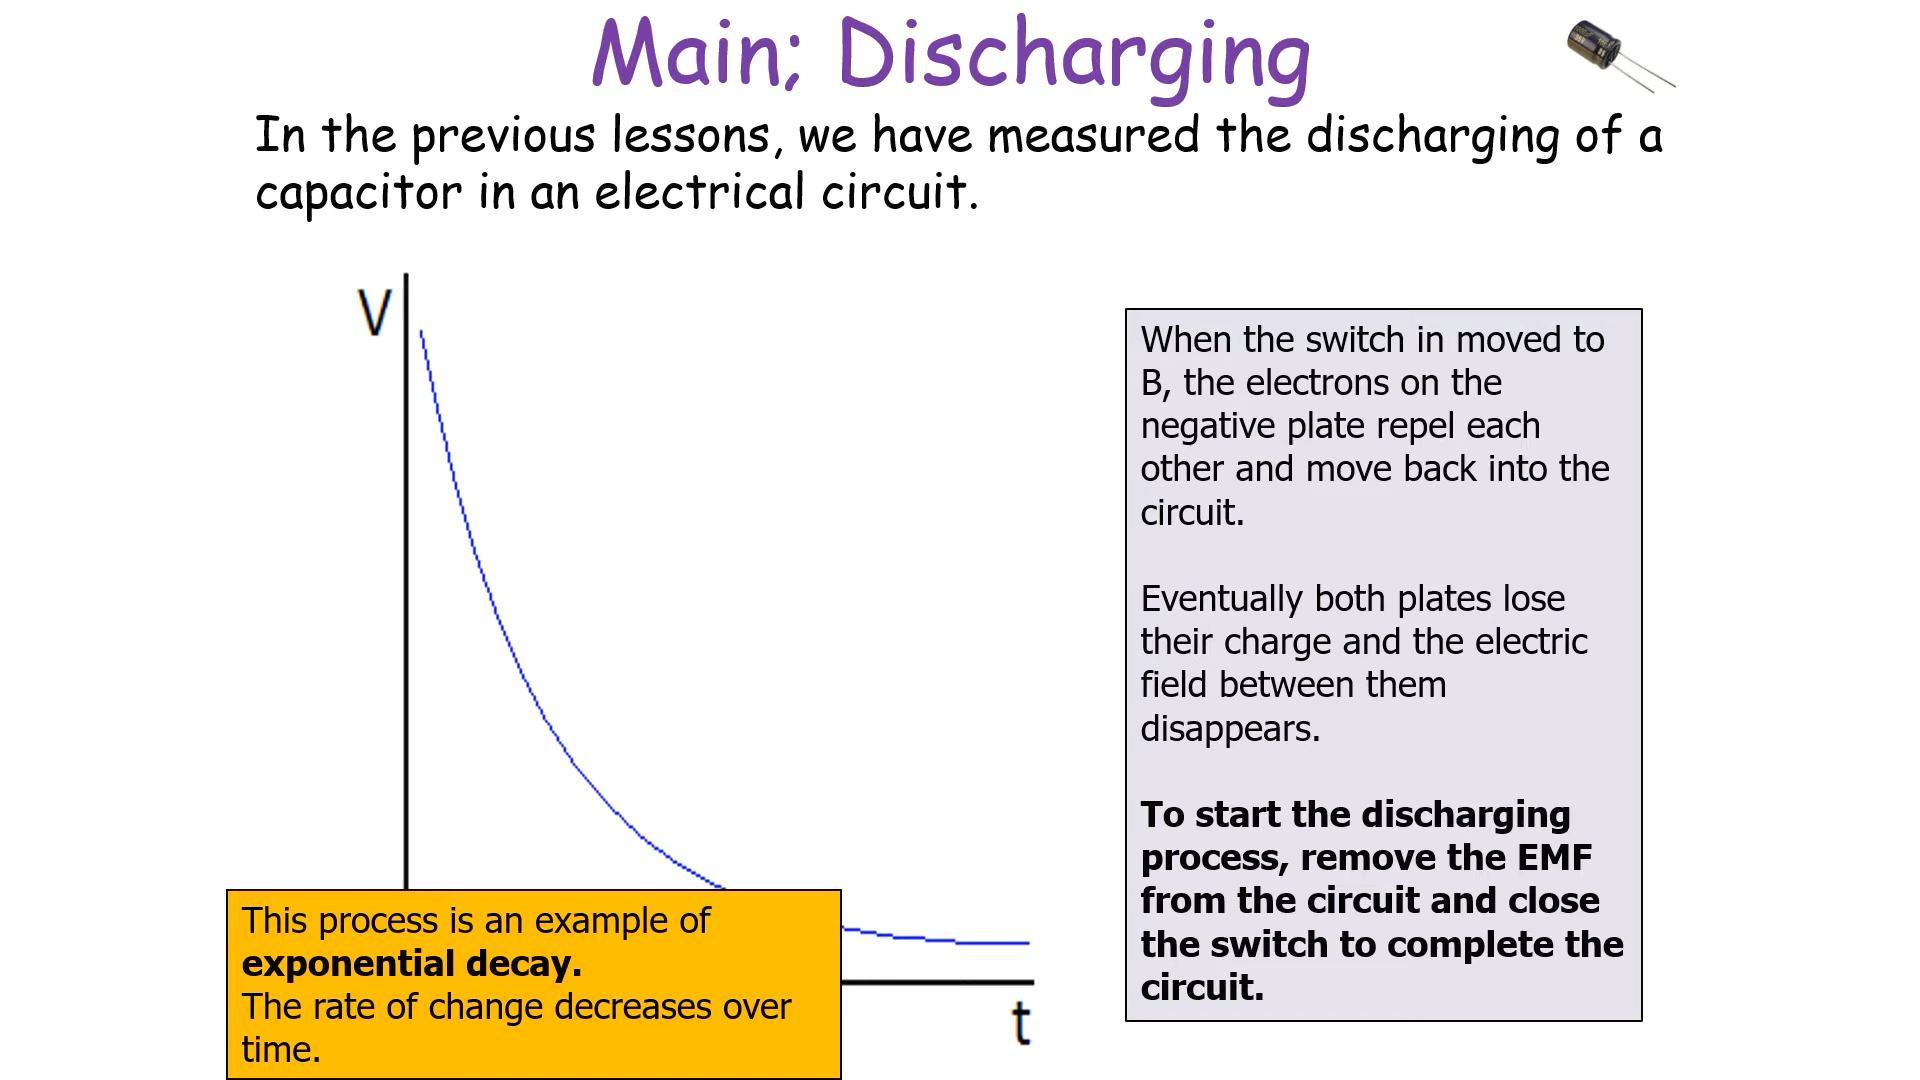 Main; Discharging
In the previous lessons, we have measured the discharging of a
capacitor in an electrical circuit.
V
When the switch in moved to
B, the electrons on the
negative plate repel each
other and move back into the
circuit.
Eventually both plates lose
their charge and the electric
field between them
disappears.
To start the discharging
process, remove the EMF
from the circuit and close
the switch to complete the
circuit.
This process is an example of
exponential decay.
The rate of change decreases over
time.
t